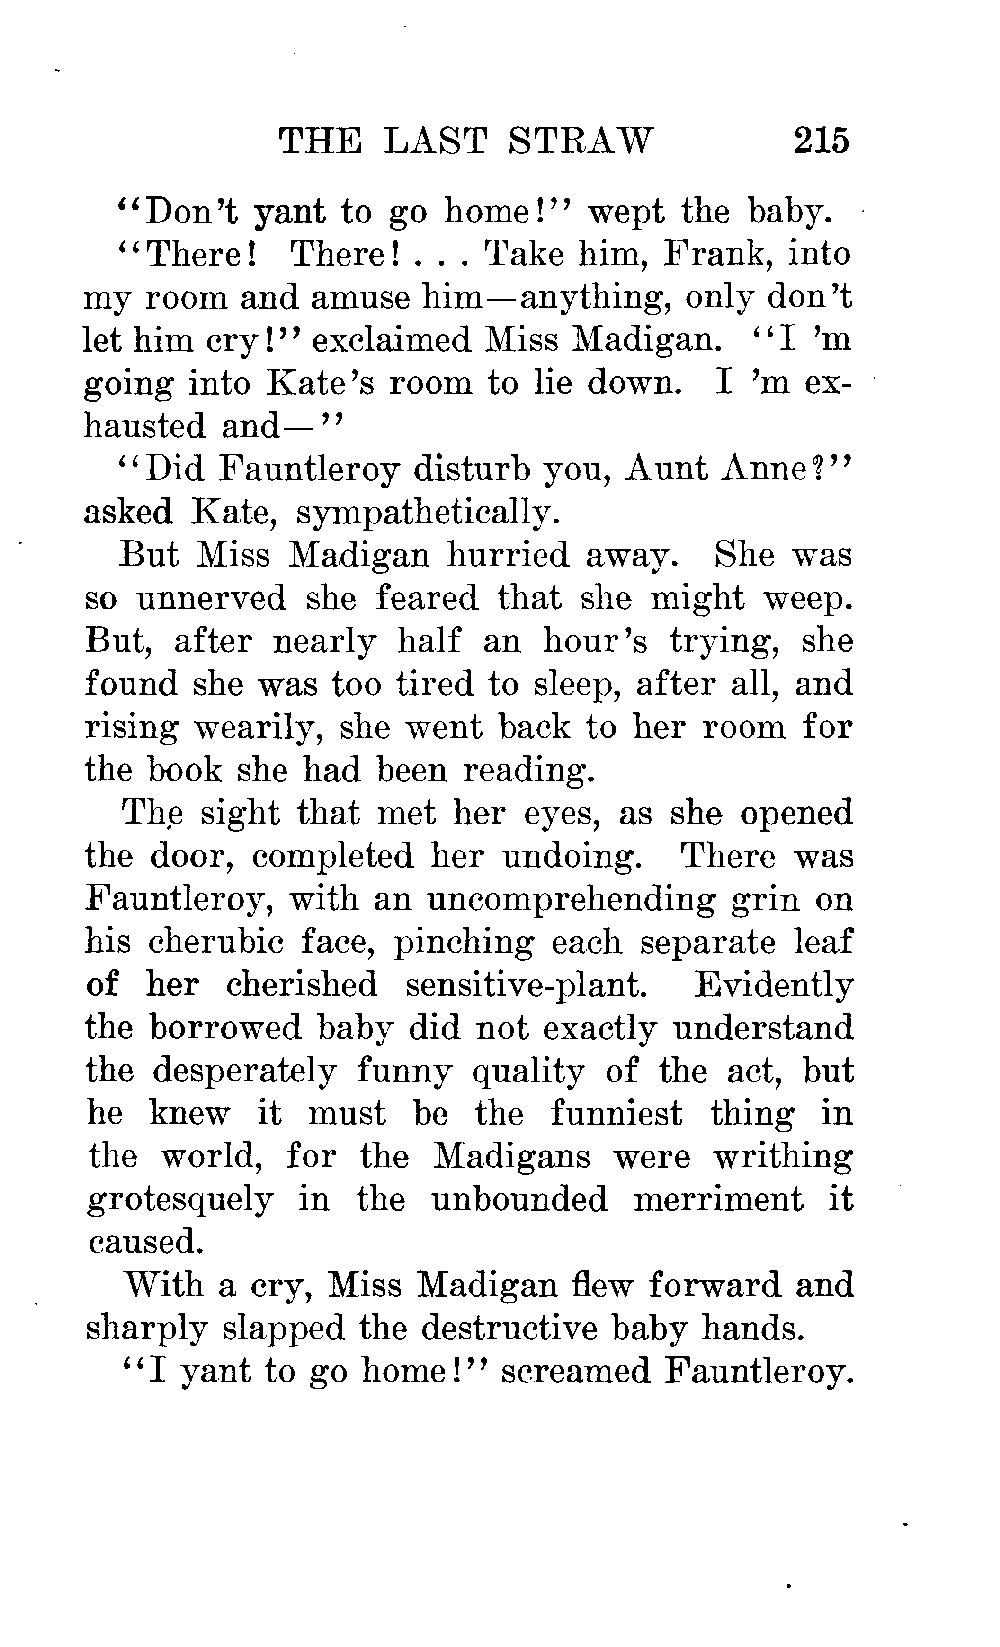 THE LAST STRAW 215
"Don't yant to go home!" wept the baby.
"There! There! . . . Take him, Frank, into
my room and amuse him—anything, only don't
let him cry!" exclaimed Miss Madigan. "I 'm
going into Kate's room to lie down. I 'm ex-
hausted and—"
"Did Fauntleroy disturb you, Aunt Anne?"
asked Kate, sympathetically.
But Miss Madigan hurried away. She was
so unnerved she feared that she might weep.
But, after nearly half an hour's trying, she
found she was too tired to sleep, after all, and
rising wearily, she went back to her room for
the book she had been reading.
The sight that met her eyes, as she opened
the door, completed her undoing. There was
Fauntleroy, with an uncomprehending grin on
his cherubic face, pinching each separate leaf
of her cherished sensitive-plant. Evidently
the borrowed baby did not exactly understand
the desperately funny quality of the act, but
he knew it must be the funniest thing in
the world, for the Madigans were writhing
grotesquely in the unbounded merriment it
caused.
With a cry, Miss Madigan flew forward and
sharply slapped the destructive baby hands.
"I yant to go home!" screamed Fauntleroy.